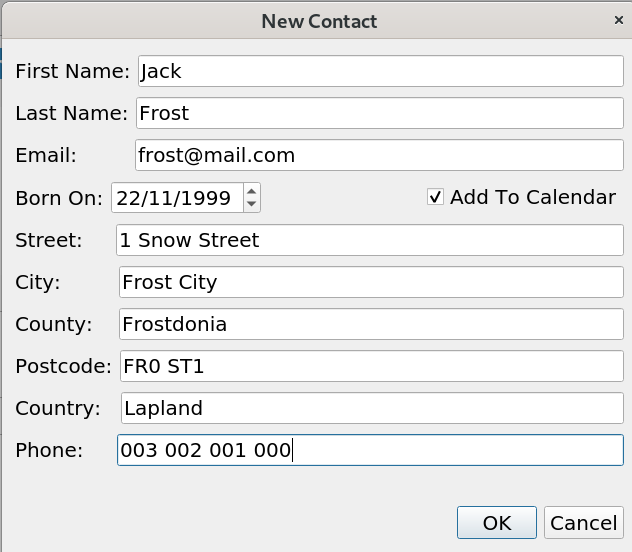 New Contact
First Name: Jack
Last Name: Frost
Email: frost@mail.com
Born On: 22/11/1999 Add To Calendar
Street: 1 Snow Street
City: Frost City
County: Frostdonia
Postcode: FR0 ST1
Country: Lapland
Phone: 003 002 001 000
OK Cancel